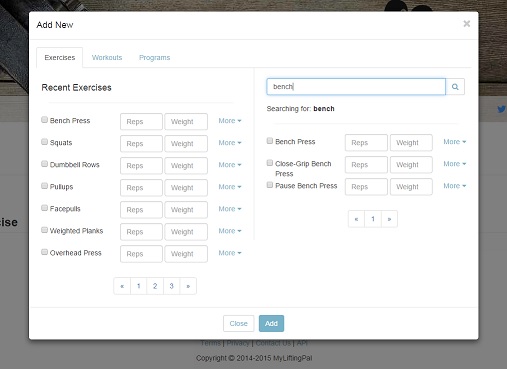 Add New
×
Exercises Workouts Programs
Recent Exercises
Bench Press Reps Weight More
Squats Reps Weight More
Dumbbell Rows Reps Weight More
Pullups Reps Weight More
Facepulls Reps Weight More
Weighted Planks Reps Weight More
Overhead Press Reps Weight More
« 1 2 3 »
bench
Searching for: bench
Bench Press Reps Weight More
Close-Grip Bench
Press Reps Weight More
Pause Bench Press Reps Weight More
« 1 »
Close Add
cise
Terms | Privacy | Contact Us | API
Copyright © 2014-2015 MyLiftingPal